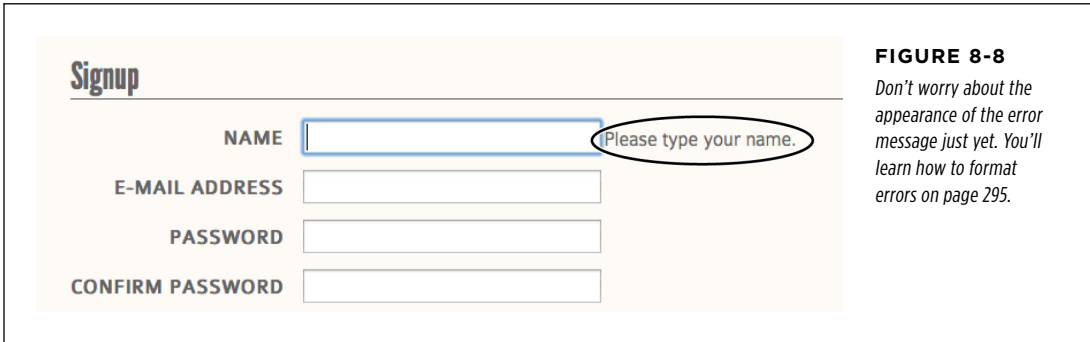 Signup
NAME
Please type your name.
E-MAIL ADDRESS
PASSWORD
CONFIRM PASSWORD
FIGURE 8-8
Don’t worry about the
appearance of the error
message just yet. You’ll
learn how to format
errors on page 295.